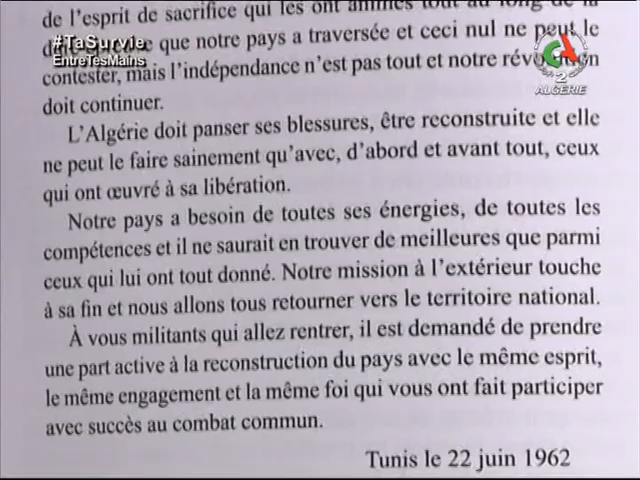 de l'esprit de sacrifice qui les ont animés tout au long de la
que notre pays a traversée et ceci nul ne peut le
contester, mais l'indépendance n'est pas tout et notre révolution
doit continuer.
L'Algérie doit panser ses blessures, être reconstruite et elle
ne peut le faire sainement qu'avec, d'abord et avant tout, ceux
qui ont œuvré à sa libération.
Notre pays a besoin de toutes ses énergies, de toutes les
compétences et il ne saurait en trouver de meilleures que parmi
ceux qui lui ont tout donné. Notre mission à l'extérieur touche
à sa fin et nous allons tous retourner vers le territoire national.
À vous militants qui allez rentrer, il est demandé de prendre
une part active à la reconstruction du pays avec le même esprit,
le même engagement et la même foi qui vous ont fait participer
avec succès au combat commun.
Tunis le 22 juin 1962
#TaSurvie
EntreTesMains
2
ALGÉRIE